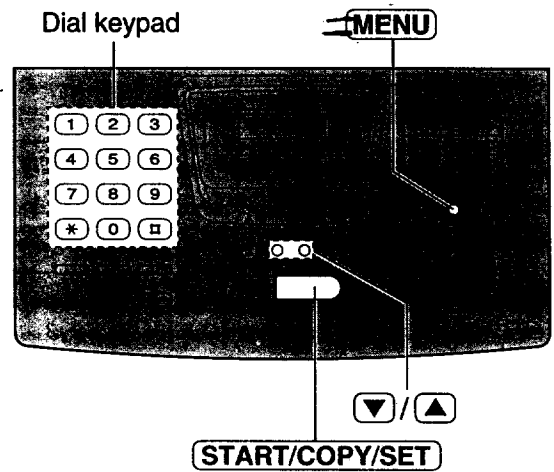 Dial keypad
MENU
1 2 3
4 5 6
7 8 9
* 0 ⌑
▼/▲
START/COPY/SET